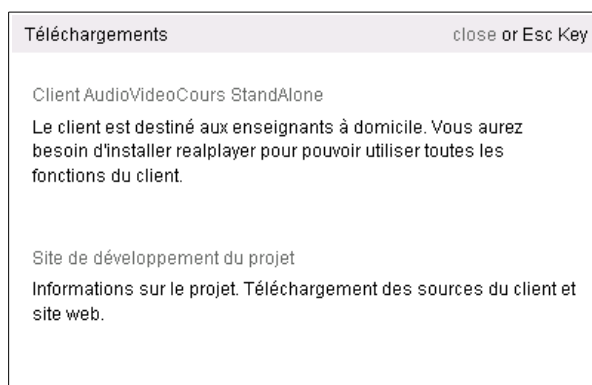 Téléchargements close or Esc Key
Client AudioVideoCours StandAlone
Le client est destiné aux enseignants à domicile. Vous aurez
besoin d'installer realplayer pour pouvoir utiliser toutes les
fonctions du client.
Site de développement du projet
Informations sur le projet. Téléchargement des sources du client et
site web.